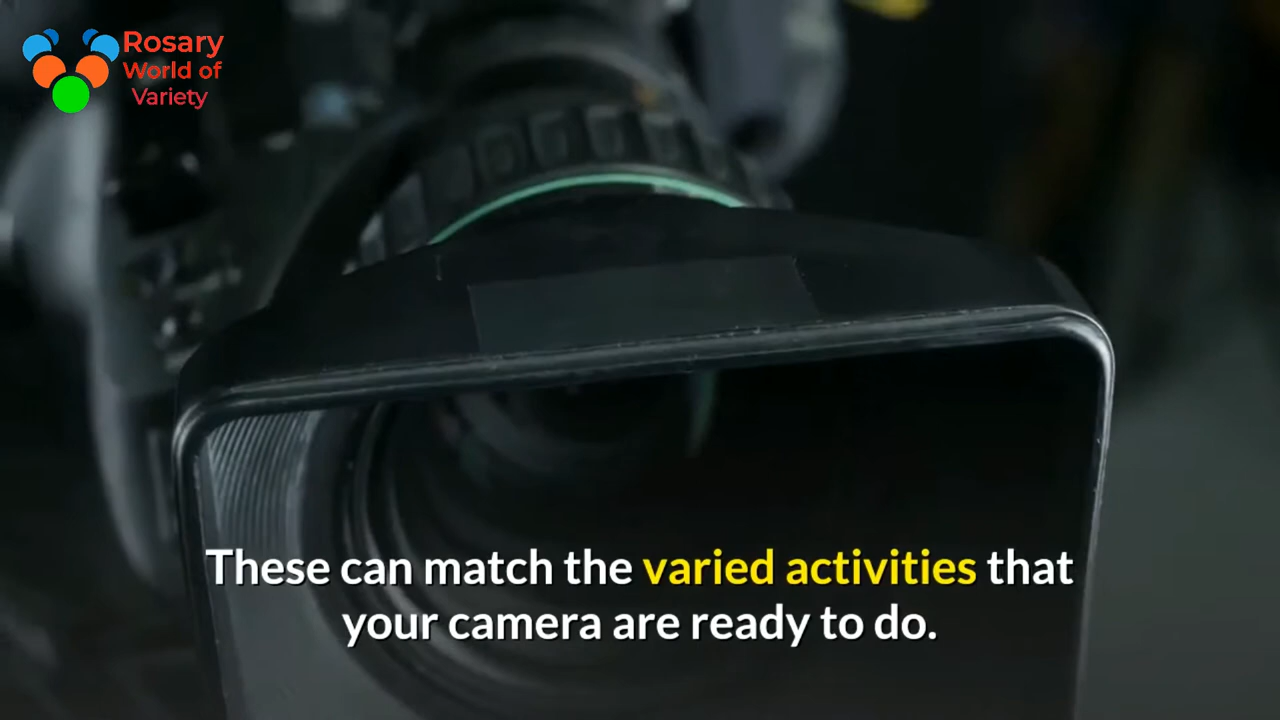 Rosary
World of
Variety
These can match the varied activities that
your camera are ready to do.